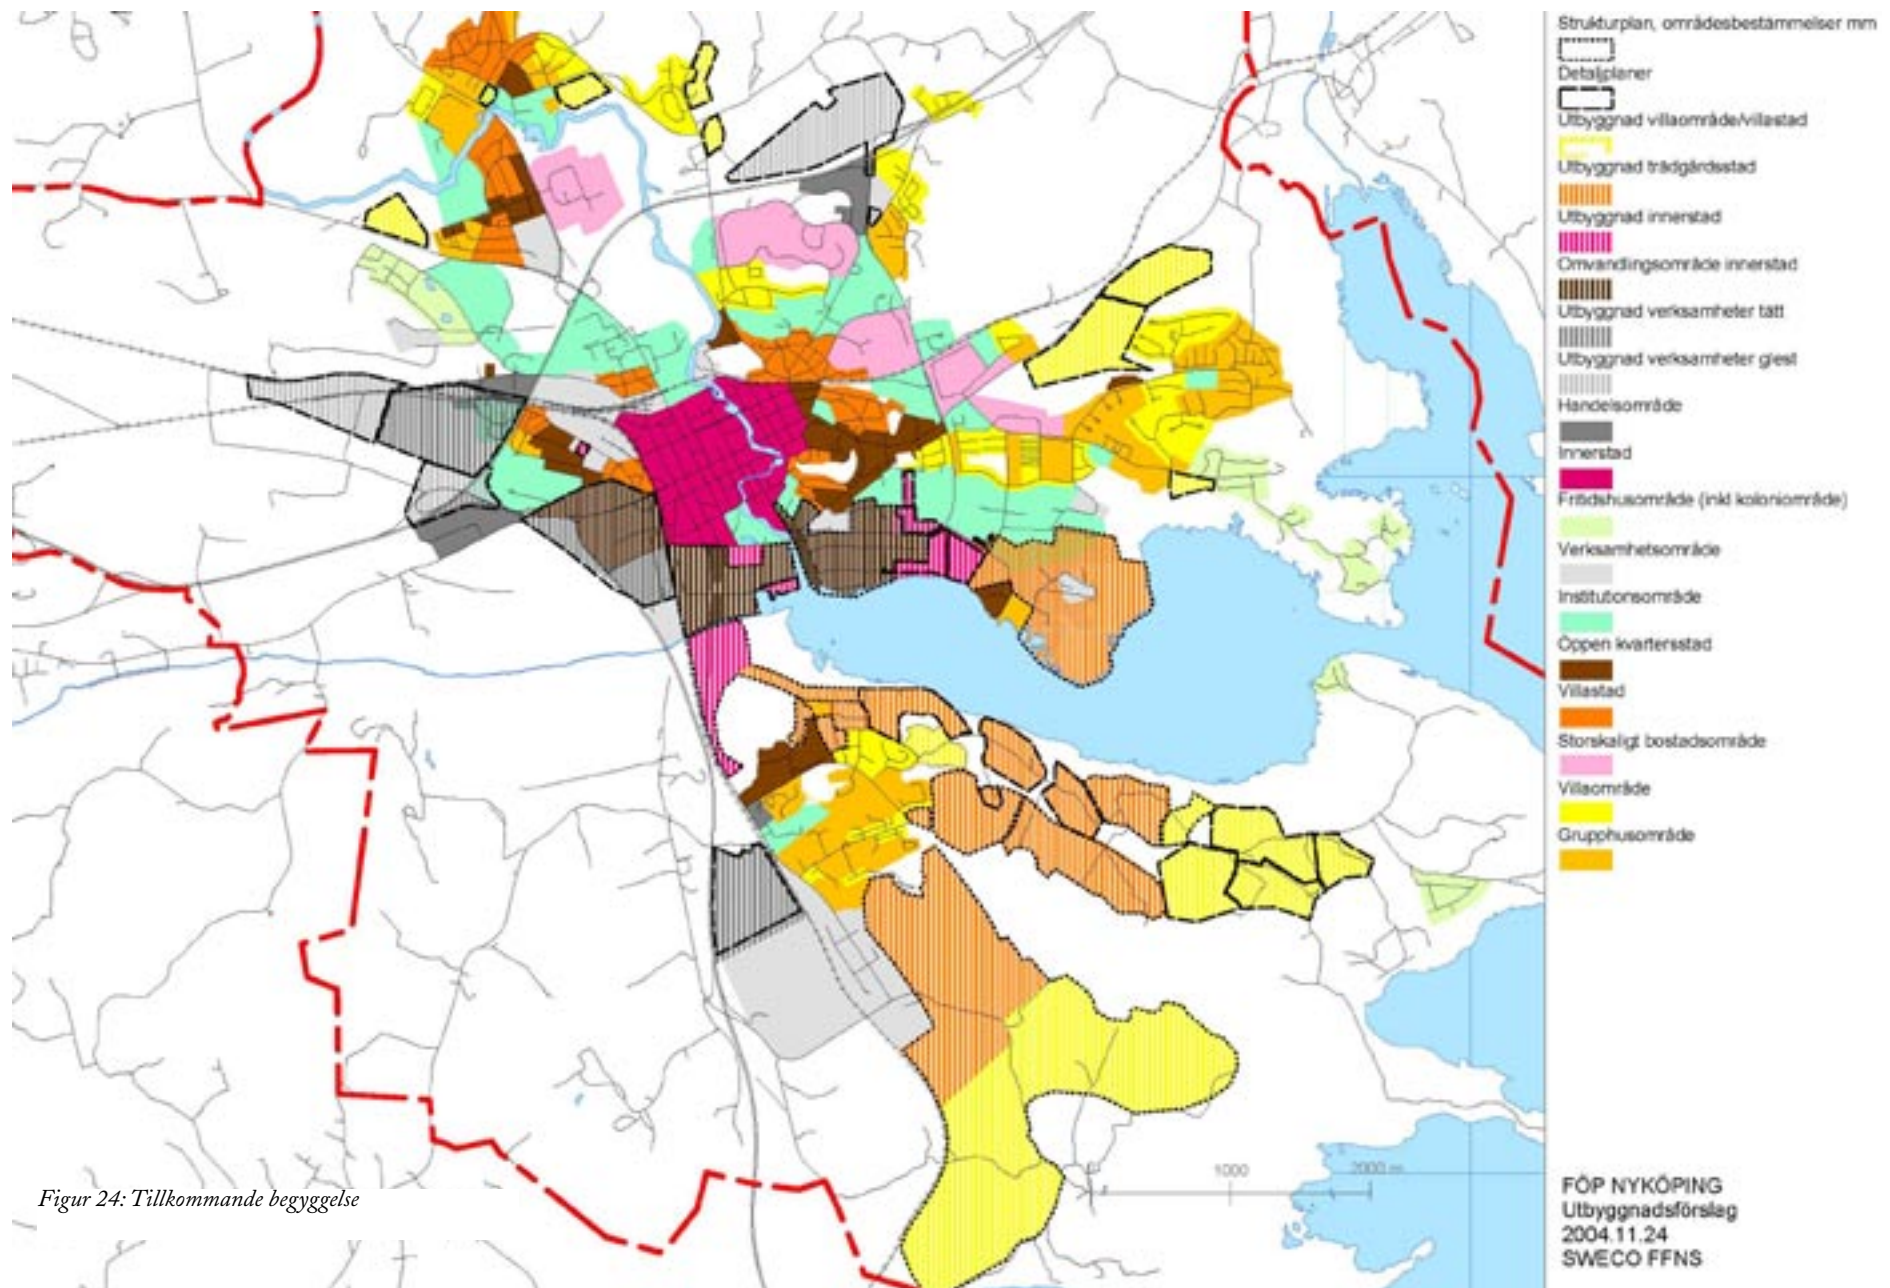 Strukturplan, områdesbestämmelser mm
Detaljplaner
Utbyggnad villaområde/villastad
Utbyggnad trädgårdsstad
Utbyggnad innerstad
Omvandlingsområde innerstad
Utbyggnad verksamheter tätt
Utbyggnad verksamheter glest
Handelsområde
Innerstad
Fritidshusområde (inkl koloniområde)
Verksamhetsområde
Institutionsområde
Öppen kvartersstad
Villastad
Storskaligt bostadsområde
Villaområde
Grupphusområde
1000
2000 m
Figur 24: Tillkommande begyggelse
FÖP NYKÖPING
Utbyggnadsförslag
2004.11.24
SWECO FFNS